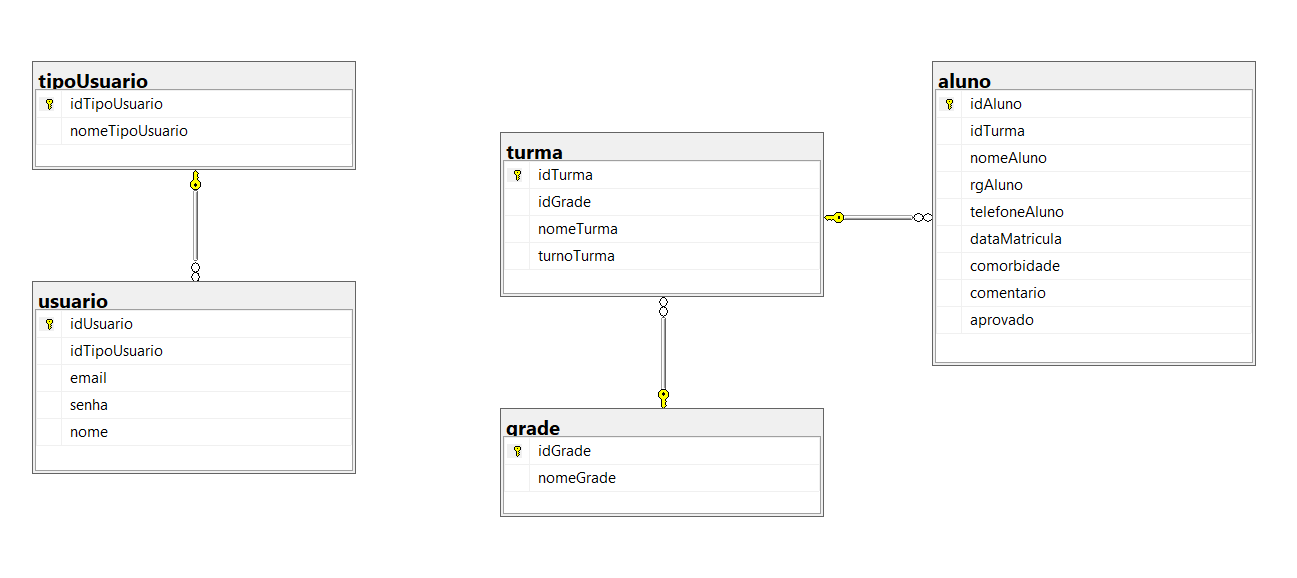 tipoUsuario
idTipoUsuario
nomeTipoUsuario
usuario
idUsuario
idTipoUsuario
email
senha
nome
turma
idTurma
idGrade
nomeTurma
turnoTurma
grade
idGrade
nomeGrade
aluno
idAluno
idTurma
nomeAluno
rgAluno
telefoneAluno
dataMatricula
comorbidade
comentario
aprovado